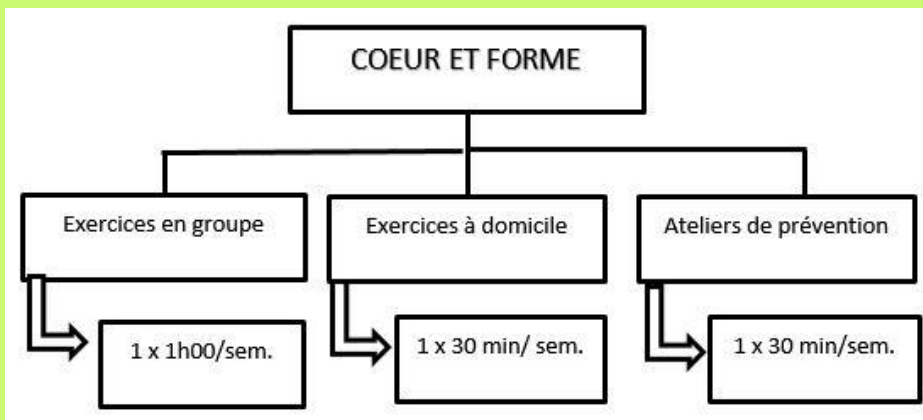 COEUR ET FORME
Exercices en groupe
Exercices à domicile
Ateliers de prévention
1 x 1h00/sem.
1 x 30 min/ sem.
1 x 30 min/sem.